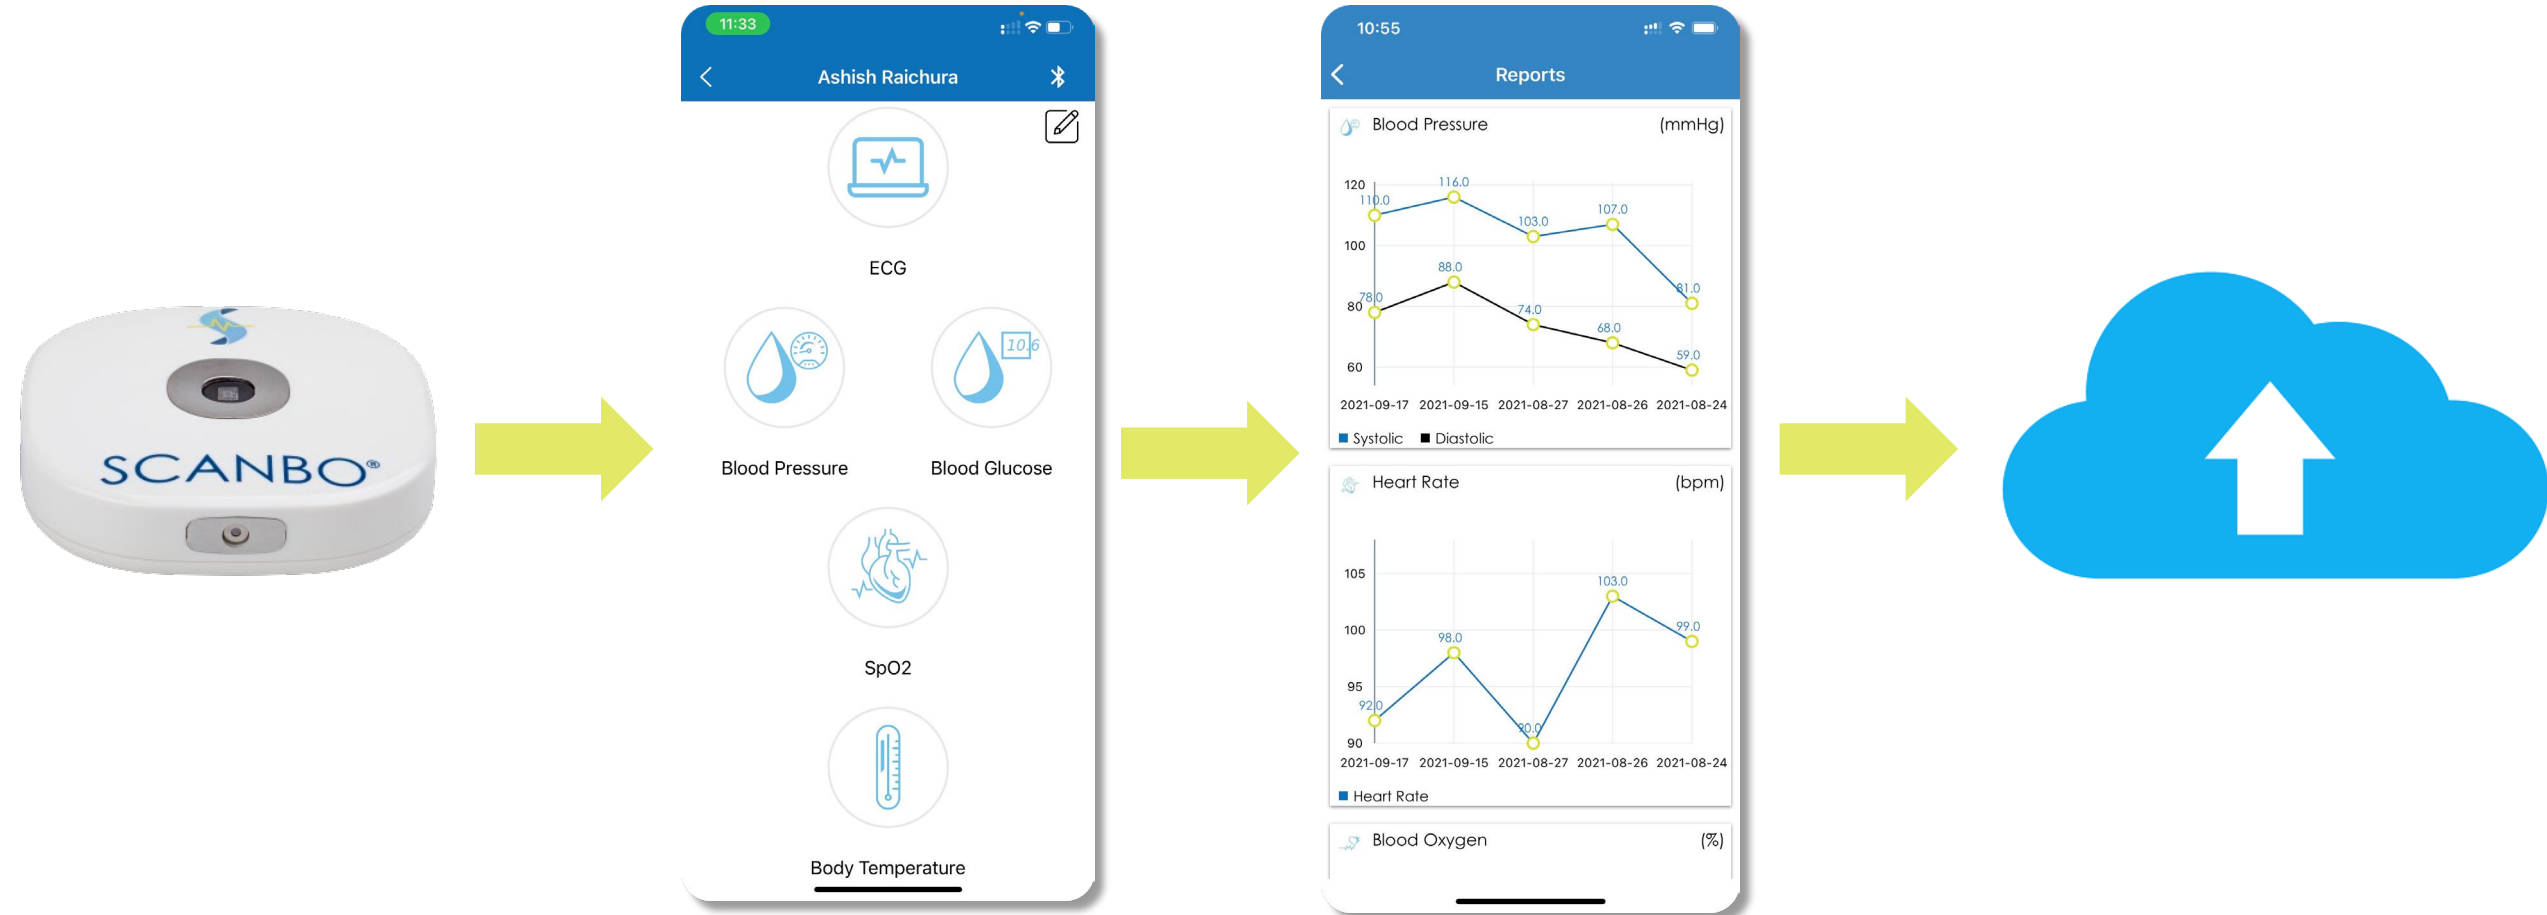 SCANBO®
11:33
Ashish Raichura
ECG
10.6
Blood Pressure Blood Glucose
SpO2
Body Temperature
10:55
Reports
Blood Pressure (mmHg)
120
110.0 116.0 103.0 107.0 81.0
100
88.0
80
78.0 74.0 68.0 59.0
60
2021-09-17 2021-09-15 2021-08-27 2021-08-26 2021-08-24
Systolic Diastolic
Heart Rate (bpm)
105
103.0
100
98.0 99.0
95
92.0 90.0
90
2021-09-17 2021-09-15 2021-08-27 2021-08-26 2021-08-24
Heart Rate
Blood Oxygen (%)